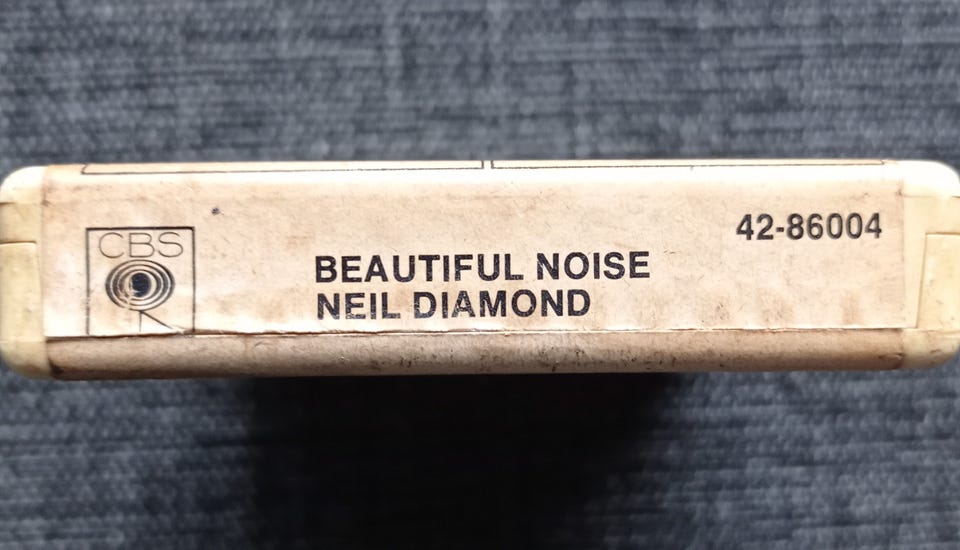 CBS
42-86004
BEAUTIFUL NOISE
NEIL DIAMOND